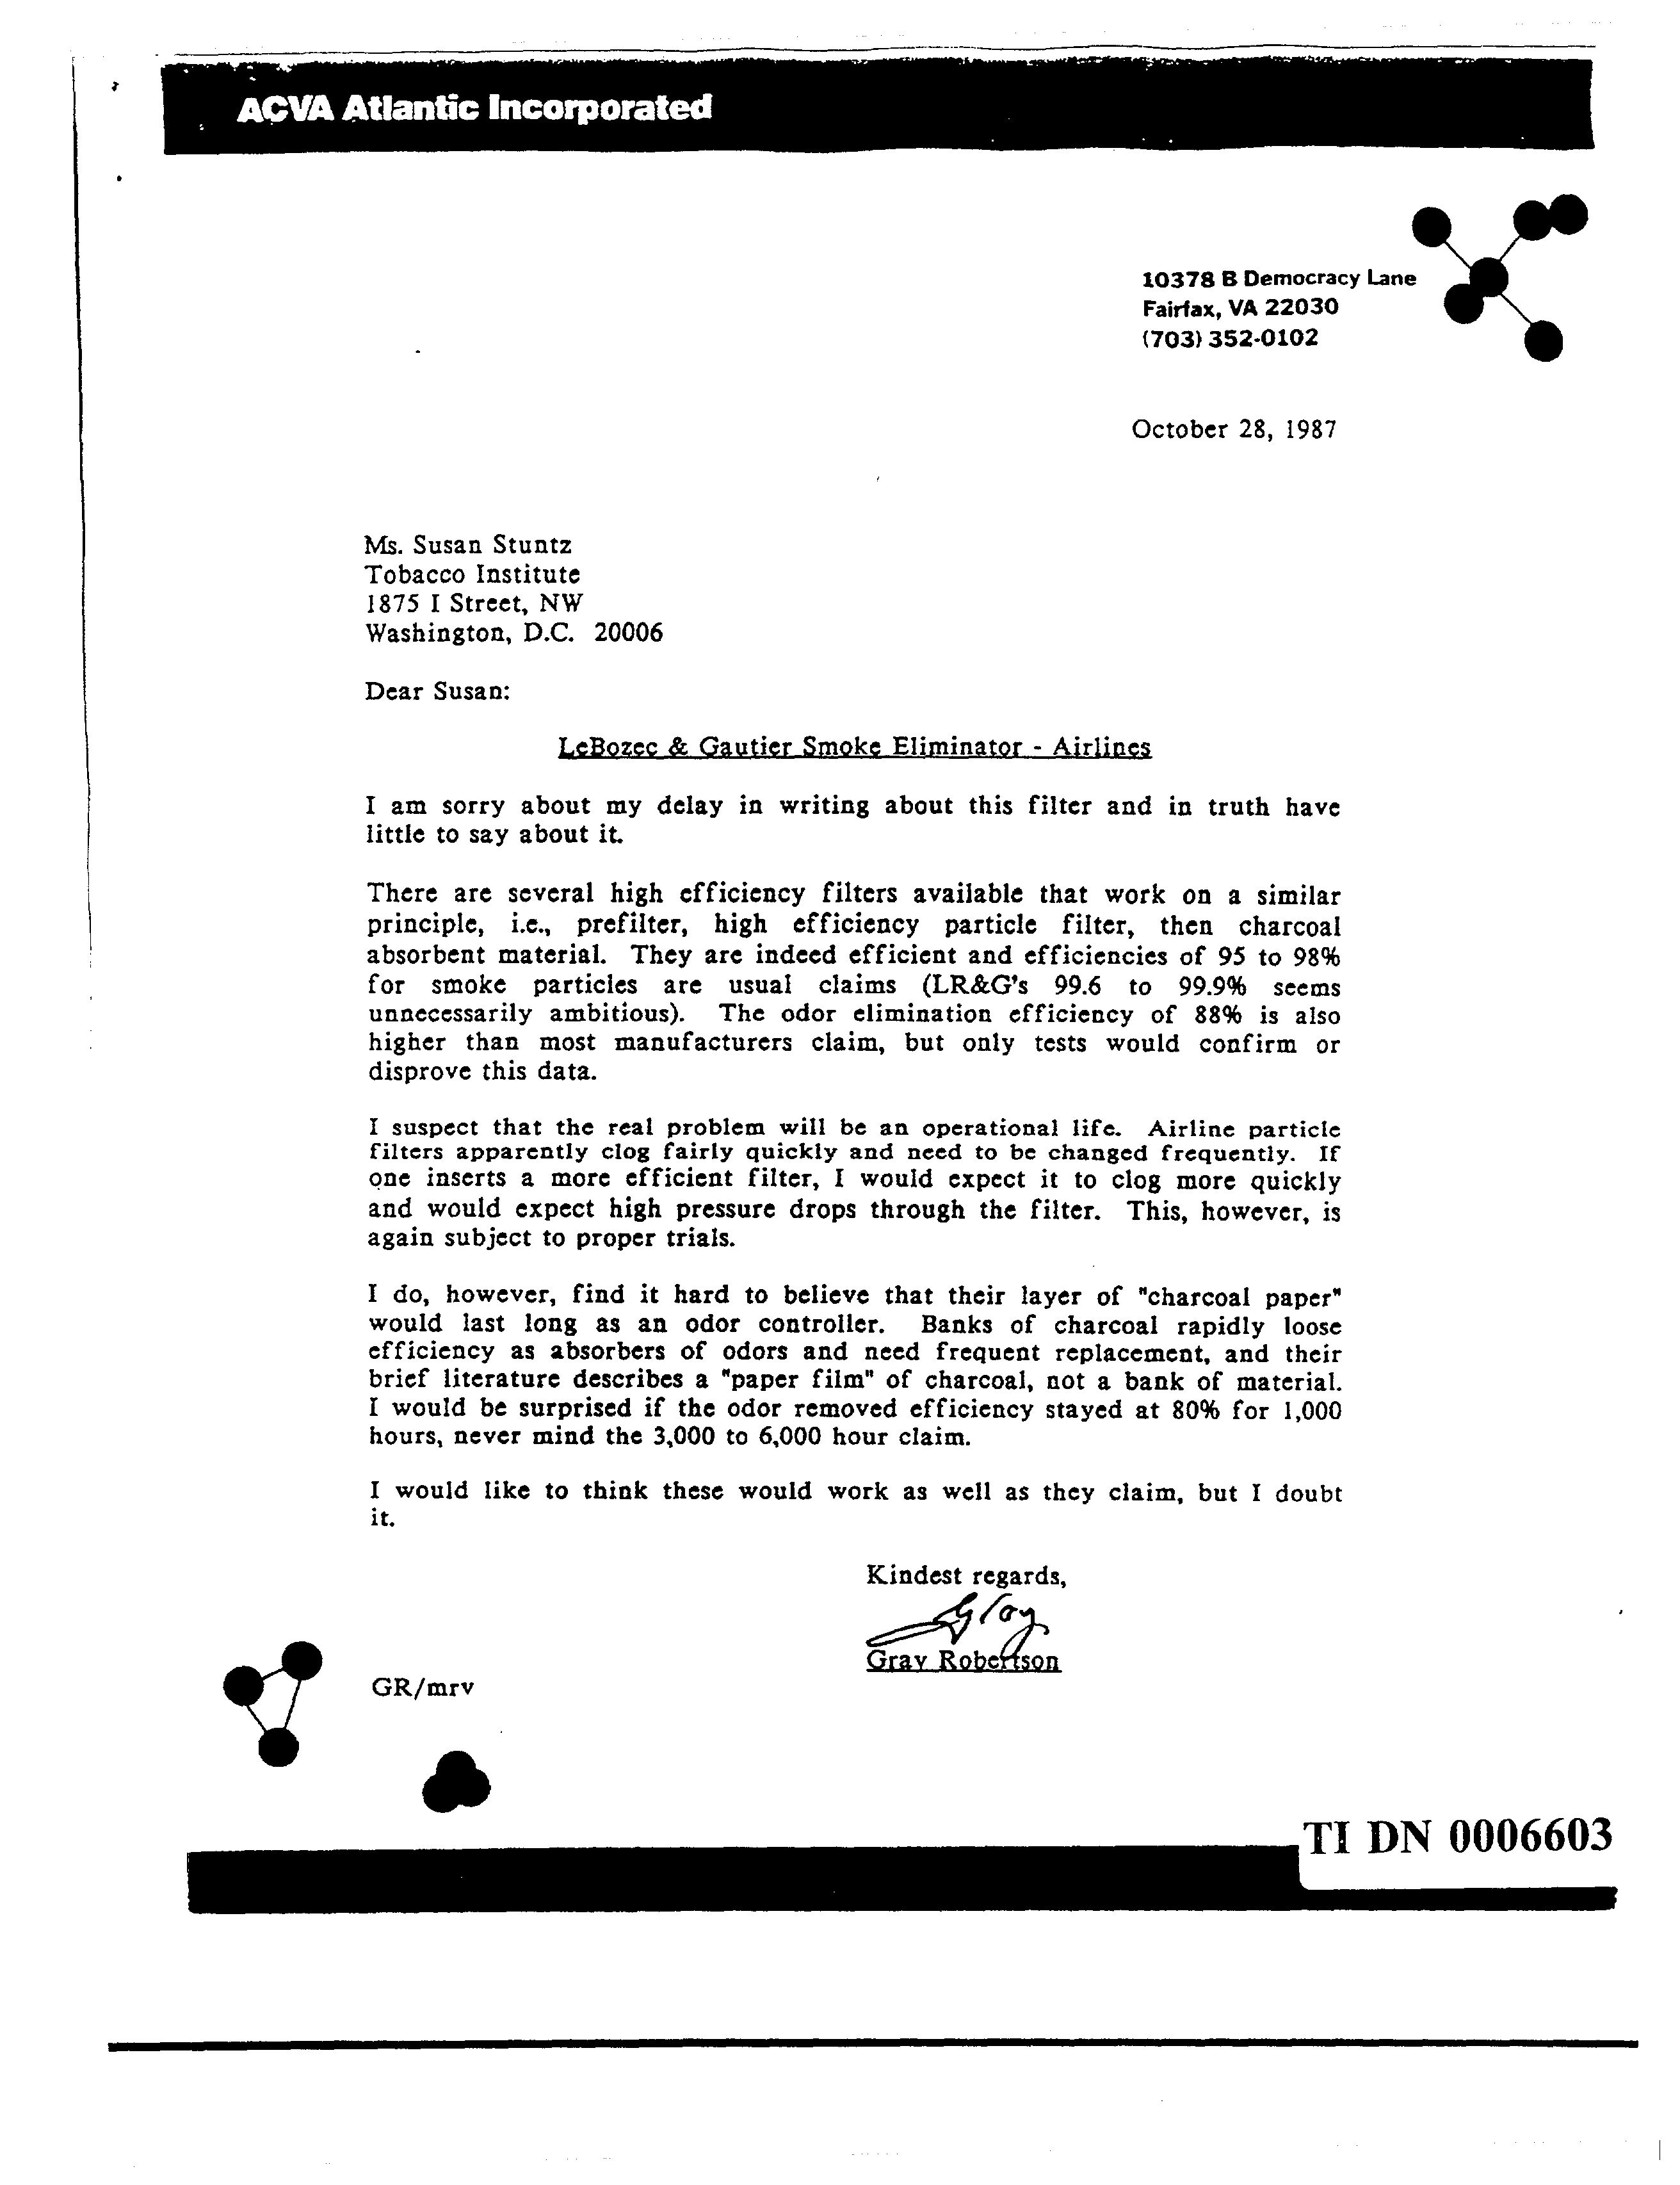 ACVA Atlantic Incorporated
10378 B Democracy Lane
Fairfax, VA 22030
(703) 352-0102
October 28, 1987
Ms. Susan Stuntz
Tobacco Institute
1875 I Street, NW
Washington, D.C. 20006
Dear Susan:
LeBozec & Gautier Smoke Eliminator - Airlines
I am sorry about my delay in writing about this filter and in truth have
little to say about it.
There are several high efficiency filters available that work on a similar
principle, i.e., prefilter, high efficiency particle filter, then charcoal
absorbent material. They are indeed efficient and efficiencies of 95 to 98%
for smoke particles are usual claims (LR&G's 99.6 to 99.9% seems
unnecessarily ambitious). The odor elimination efficiency of 88% is also
higher than most manufacturers claim, but only tests would confirm or
disprove this data.
I suspect that the real problem will be an operational life. Airline particle
filters apparently clog fairly quickly and need to be changed frequently. If
one inserts a more efficient filter, I would expect it to clog more quickly
and would expect high pressure drops through the filter. This, however, is
again subject to proper trials.
I do, however, find it hard to believe that their layer of "charcoal paper"
would last long as an odor controller. Banks of charcoal rapidly loose
efficiency as absorbers of odors and need frequent replacement, and their
brief literature describes a "paper film" of charcoal, not a bank of material.
I would be surprised if the odor removed efficiency stayed at 80% for 1,000
hours, never mind the 3,000 to 6,000 hour claim.
I would like to think these would work as well as they claim, but I doubt
it.
Kindest regards,
Gray
Gray Robertson
GR/mrv
TI DN 0006603